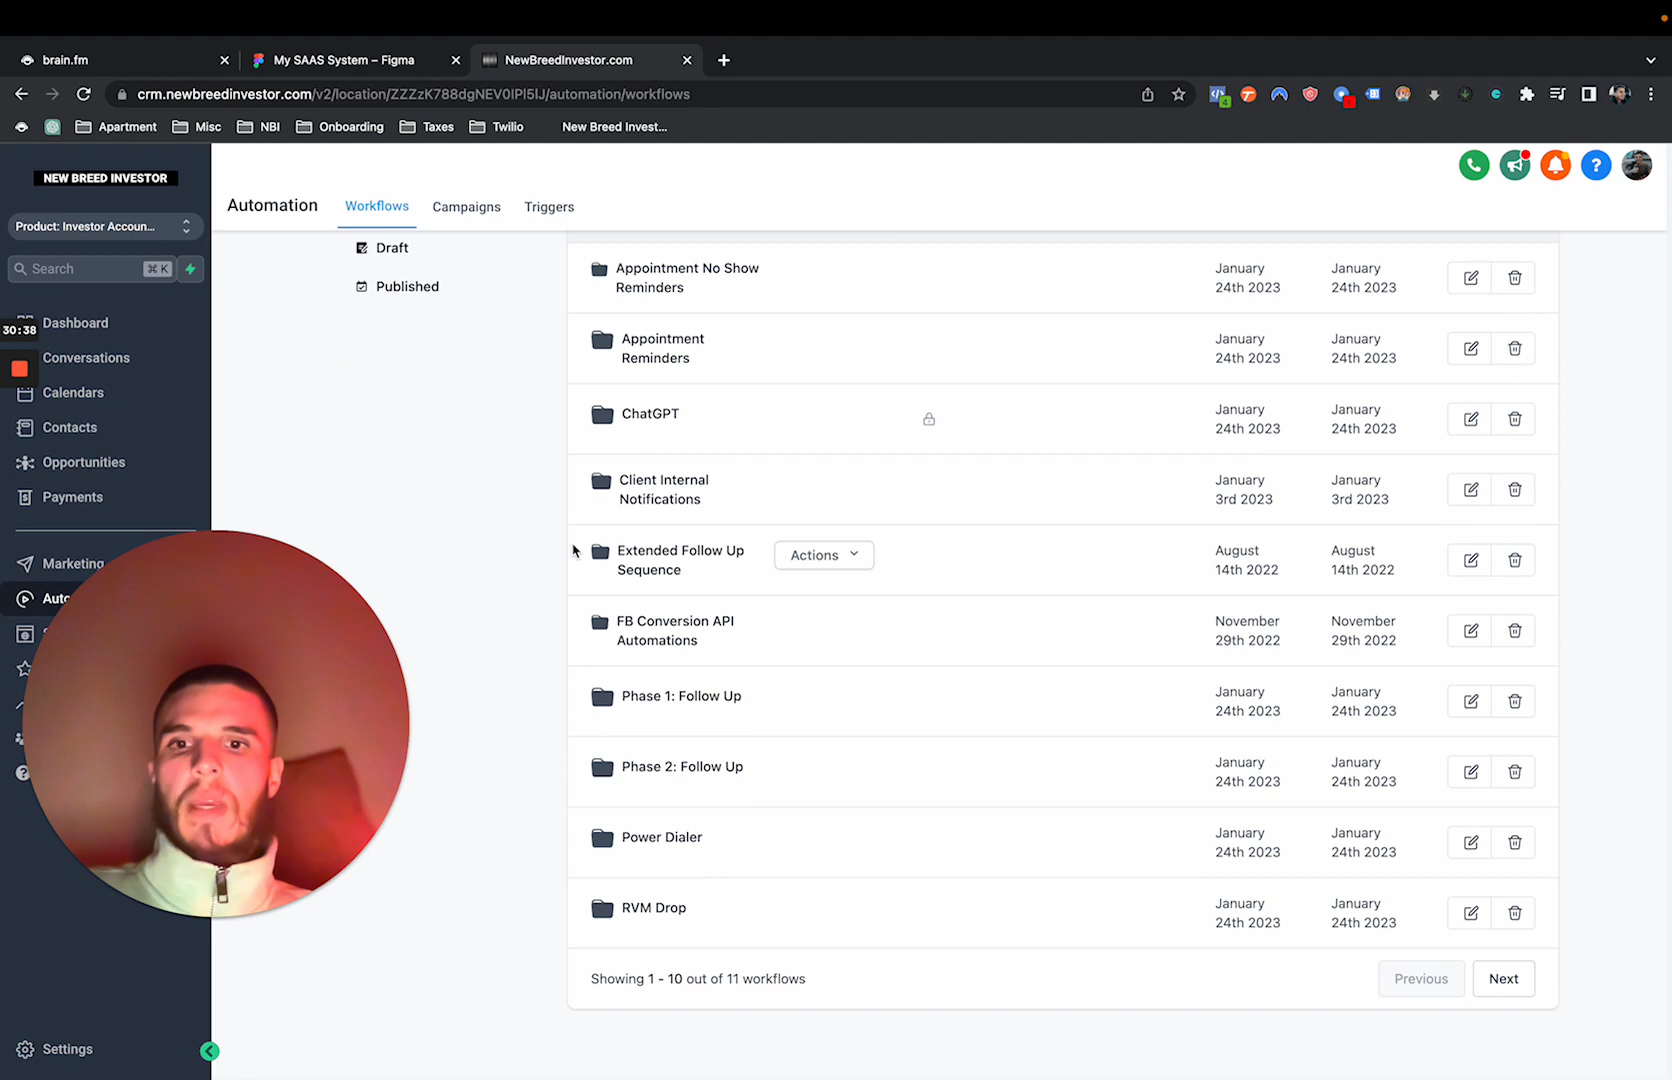 brain.fm
My SAAS System – Figma
NewBreedInvestor.com
crm.newbreedinvestor.com/v2/location/ZZZzK788dgNEV0IPl5IJ/automation/workflows
Apartment
Misc
NBI
Onboarding
Taxes
Twilio
New Breed Invest...
NEW BREED INVESTOR
Product: Investor Accoun...
Search
⌘ K
30:38
Dashboard
Conversations
Calendars
Contacts
Opportunities
Payments
Marketing
Auto
Settings
Automation
Workflows
Campaigns
Triggers
Draft
Published
Appointment No Show
Reminders
January
24th 2023
January
24th 2023
Appointment
Reminders
January
24th 2023
January
24th 2023
ChatGPT
January
24th 2023
January
24th 2023
Client Internal
Notifications
January
3rd 2023
January
3rd 2023
Extended Follow Up
Sequence
Actions
August
14th 2022
August
14th 2022
FB Conversion API
Automations
November
29th 2022
November
29th 2022
Phase 1: Follow Up
January
24th 2023
January
24th 2023
Phase 2: Follow Up
January
24th 2023
January
24th 2023
Power Dialer
January
24th 2023
January
24th 2023
RVM Drop
January
24th 2023
January
24th 2023
Showing 1 - 10 out of 11 workflows
Previous
Next